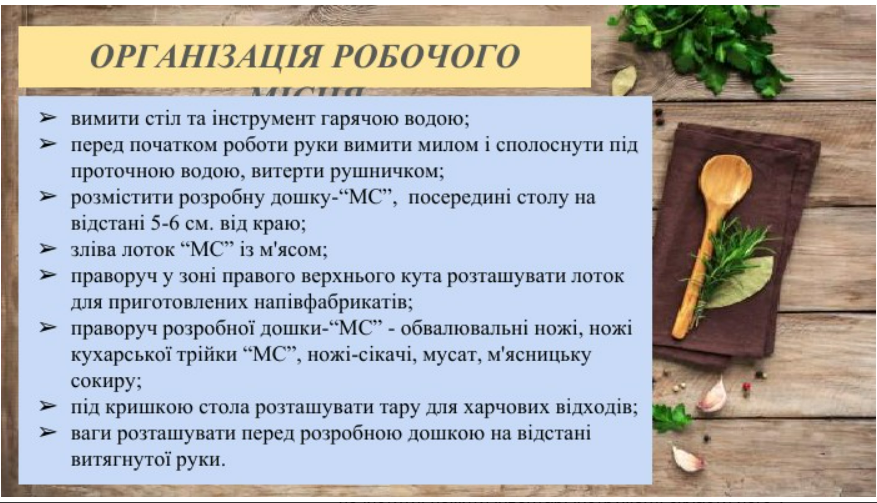 ОРГАНІЗАЦІЯ РОБОЧОГО
МІСЦЯ
➢ вимити стіл та інструмент гарячою водою;
➢ перед початком роботи руки вимити милом і сполоснути під
проточною водою, витерти рушничком;
➢ розмістити розробну дошку-“МС”, посередині столу на
відстані 5-6 см. від краю;
➢ зліва лоток “МС” із м'ясом;
➢ праворуч у зоні правого верхнього кута розташувати лоток
для приготовлених напівфабрикатів;
➢ праворуч розробної дошки-“МС” - обвалювальні ножі, ножі
кухарської трійки “МС”, ножі-сікачі, мусат, м'ясницьку
сокиру;
➢ під кришкою стола розташувати тару для харчових відходів;
➢ ваги розташувати перед розробною дошкою на відстані
витягнутої руки.